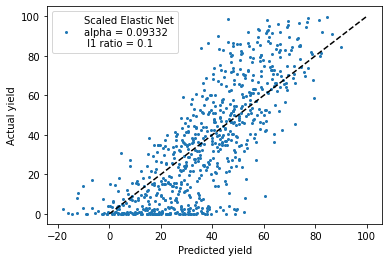 Scaled Elastic Net
alpha = 0.09332
l1 ratio = 0.1
100
80
60
40
20
0
Actual yield
−20 0 20 40 60 80 100
Predicted yield